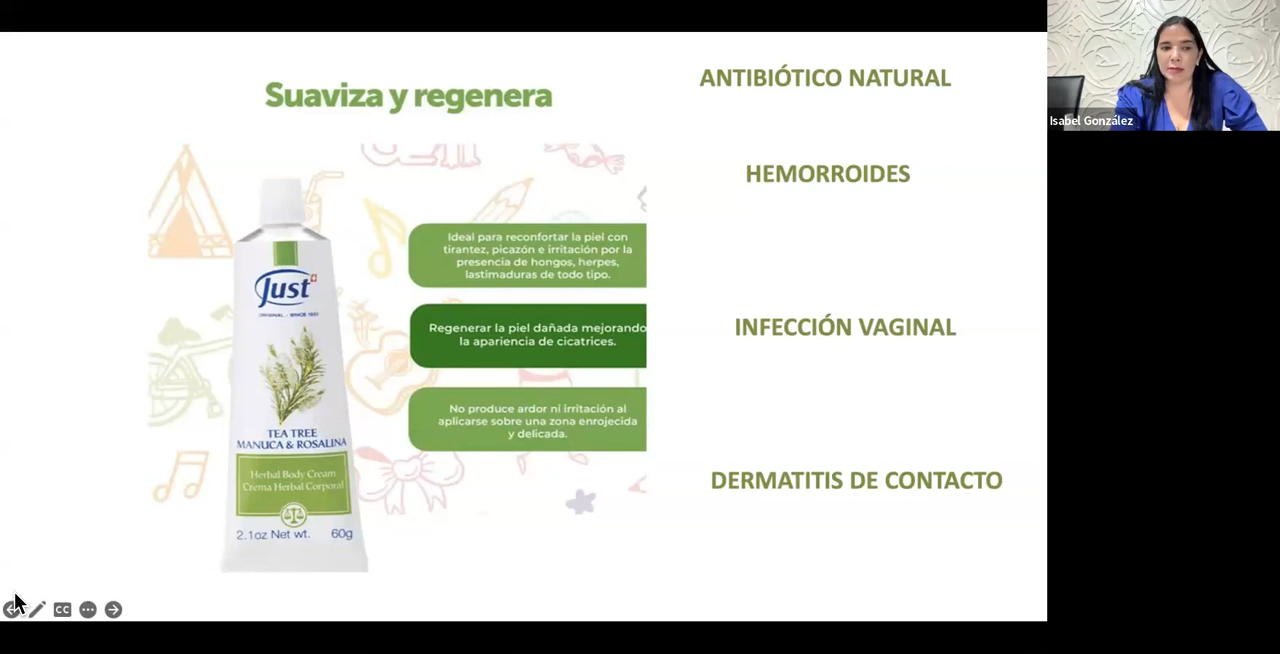 Suaviza y regenera
Just
ORIGINAL - SINCE 1930
TEA TREE
MANUCA & ROSALINA
Herbal Body Cream
Crema Herbal Corporal
2.1oz Net wt. 60g
Ideal para reconfortar la piel con
tirantez, picazón e irritación por la
presencia de hongos, herpes,
lastimaduras de todo tipo.
Regenerar la piel dañada mejorando
la apariencia de cicatrices.
No produce ardor ni irritación al
aplicarse sobre una zona enrojecida
y delicada.
ANTIBIÓTICO NATURAL
HEMORROIDES
INFECCIÓN VAGINAL
DERMATITIS DE CONTACTO
Isabel González
CC